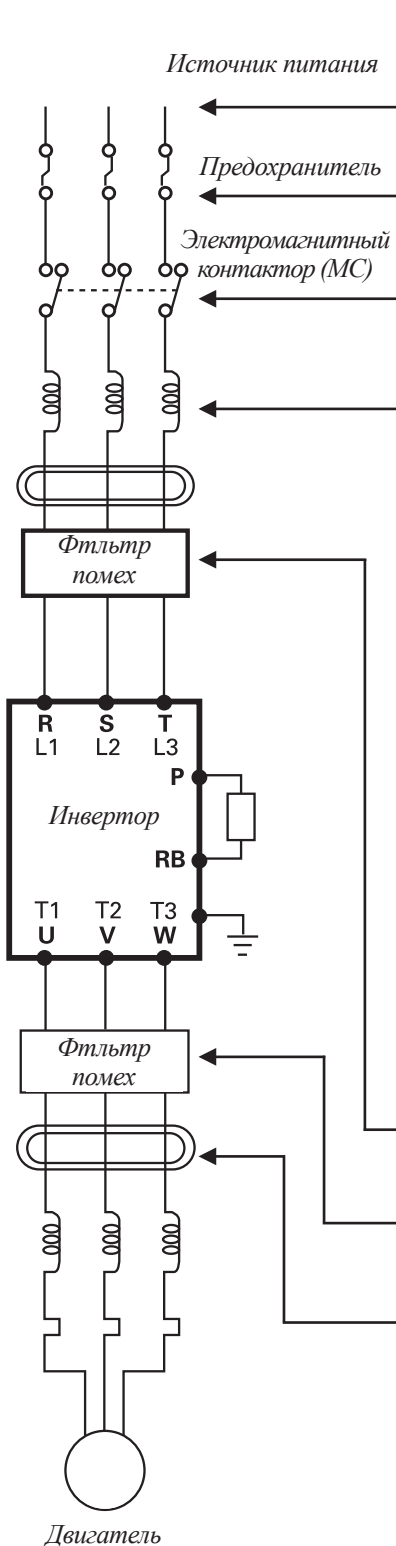 Источник питания
Предохранитель
Электромагнитный
контактор (МС)
Фтльтр
помех
R S T
L1 L2 L3
P
Инвертор
RB
T1 T2 T3
U V W
Фтльтр
помех
Двигатель